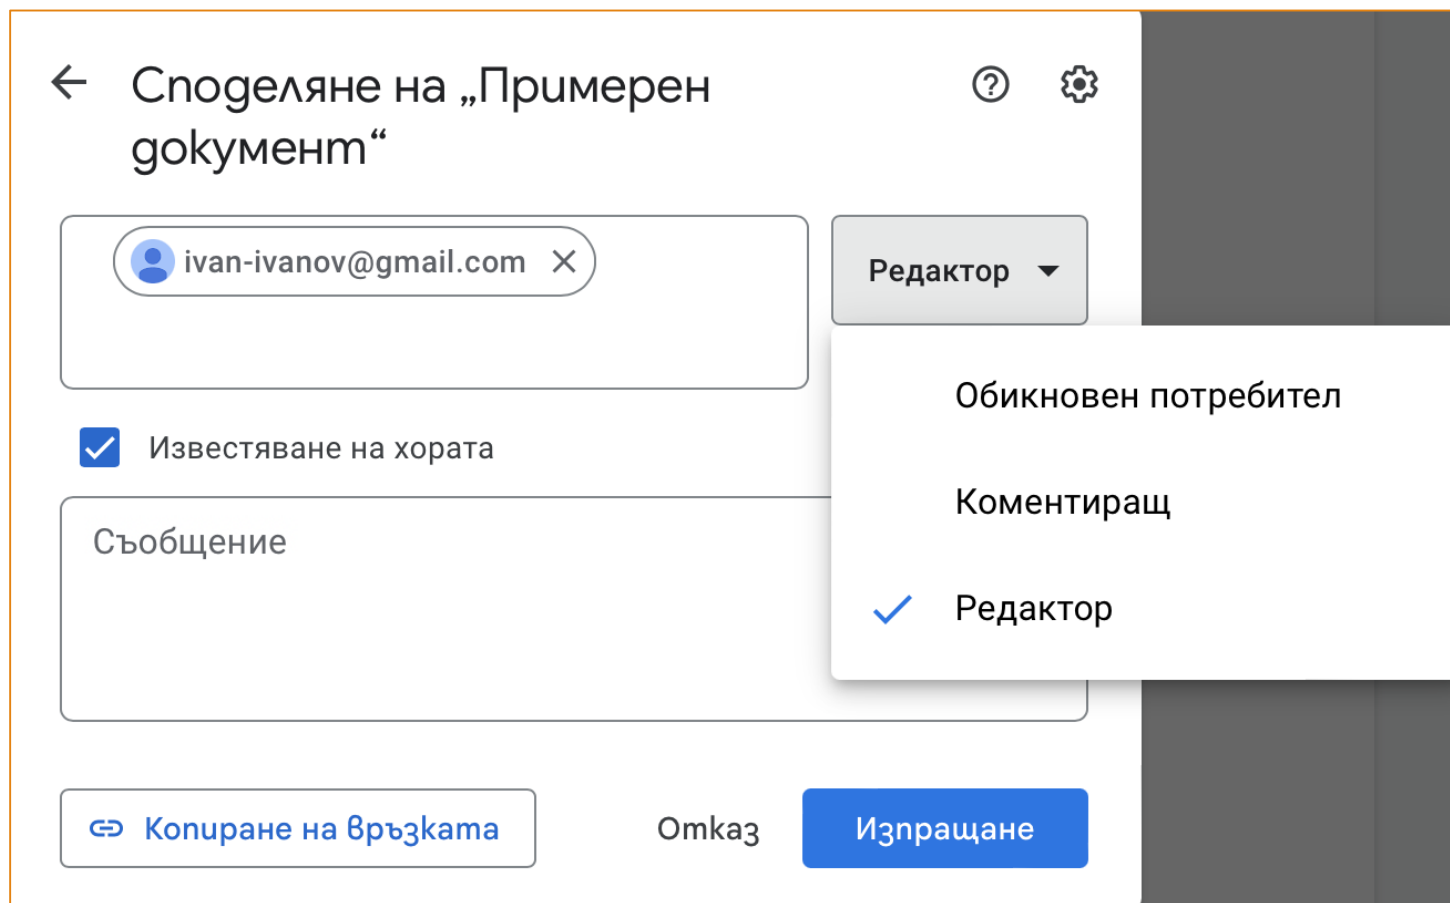 Споделяне на „Примерен
документ“
ivan-ivanov@gmail.com
Редактор
Обикновен потребител
Коментиращ
Редактор
Известяване на хората
Съобщение
Копиране на връзката
Отказ
Изпращане